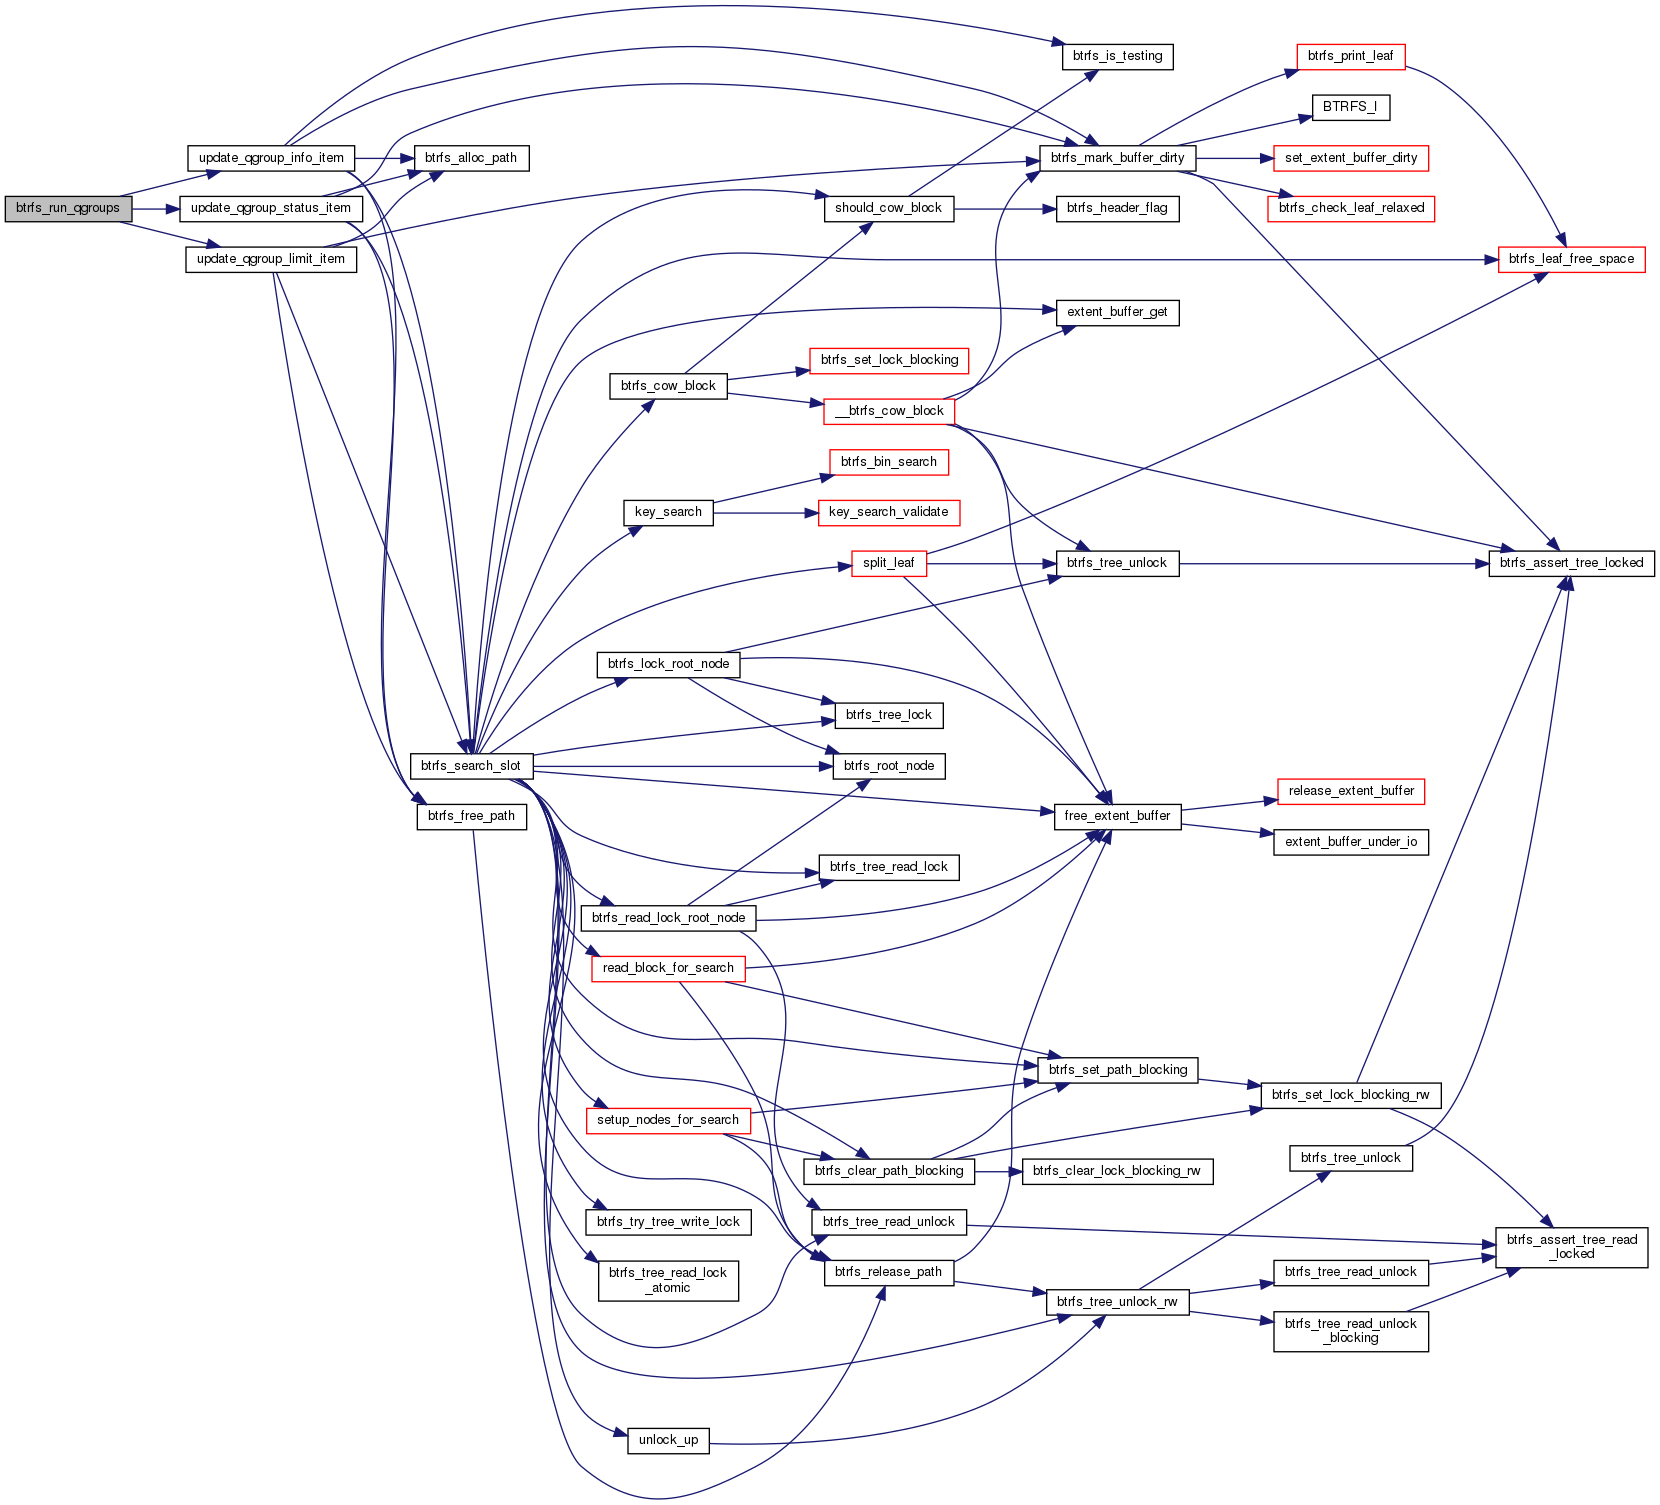 btrfs_run_qgroups
update_qgroup_info_item
update_qgroup_status_item
update_qgroup_limit_item
btrfs_alloc_path
btrfs_search_slot
btrfs_free_path
btrfs_cow_block
key_search
btrfs_lock_root_node
btrfs_read_lock_root_node
read_block_for_search
setup_nodes_for_search
btrfs_try_tree_write_lock
btrfs_tree_read_lock
_atomic
unlock_up
should_cow_block
btrfs_set_lock_blocking
__btrfs_cow_block
btrfs_bin_search
key_search_validate
split_leaf
btrfs_tree_lock
btrfs_root_node
btrfs_tree_read_lock
btrfs_clear_path_blocking
btrfs_tree_read_unlock
btrfs_release_path
btrfs_is_testing
btrfs_mark_buffer_dirty
btrfs_header_flag
extent_buffer_get
btrfs_tree_unlock
free_extent_buffer
btrfs_set_path_blocking
btrfs_clear_lock_blocking_rw
btrfs_tree_unlock_rw
btrfs_print_leaf
BTRFS_I
set_extent_buffer_dirty
btrfs_check_leaf_relaxed
release_extent_buffer
extent_buffer_under_io
btrfs_set_lock_blocking_rw
btrfs_tree_unlock
btrfs_tree_read_unlock
btrfs_tree_read_unlock
_blocking
btrfs_leaf_free_space
btrfs_assert_tree_locked
btrfs_assert_tree_read
_locked